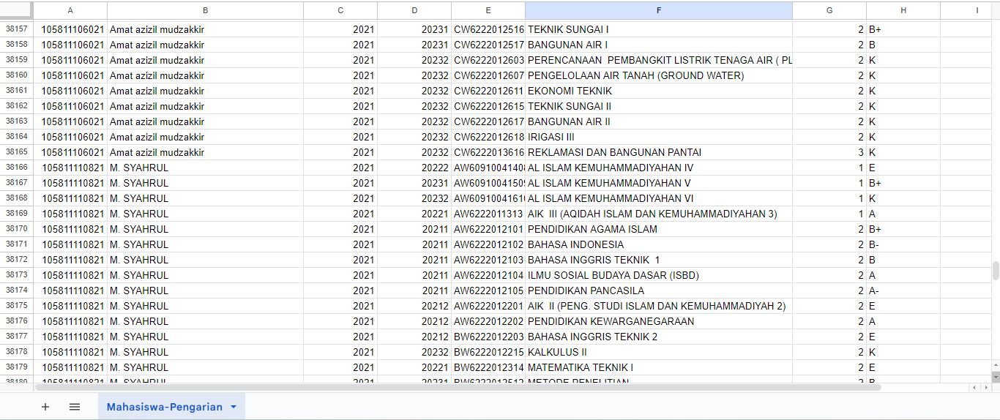 A B C D E F G H I
38157 105811106021 Amat azizil mudzakkir 2021 20231 CW6222012516 TEKNIK SUNGAI I 2 B+
38158 105811106021 Amat azizil mudzakkir 2021 20231 CW6222012517 BANGUNAN AIR I 2 B
38159 105811106021 Amat azizil mudzakkir 2021 20232 CW6222012603 PERENCANAAN PEMBANGKIT LISTRIK TENAGA AIR ( PL 2 K
38160 105811106021 Amat azizil mudzakkir 2021 20232 CW6222012607 PENGELOLAAN AIR TANAH (GROUND WATER) 2 K
38161 105811106021 Amat azizil mudzakkir 2021 20232 CW6222012611 EKONOMI TEKNIK 2 K
38162 105811106021 Amat azizil mudzakkir 2021 20232 CW6222012615 TEKNIK SUNGAI II 2 K
38163 105811106021 Amat azizil mudzakkir 2021 20232 CW6222012617 BANGUNAN AIR II 2 K
38164 105811106021 Amat azizil mudzakkir 2021 20232 CW6222012618 IRIGASI III 2 K
38165 105811106021 Amat azizil mudzakkir 2021 20232 CW6222013616 REKLAMASI DAN BANGUNAN PANTAI 3 K
38166 105811110821 M. SYAHRUL 2021 20222 AW60910041408 AL ISLAM KEMUHAMMADIYAHAN IV 1 E
38167 105811110821 M. SYAHRUL 2021 20231 AW60910041509 AL ISLAM KEMUHAMMADIYAHAN V 1 B+
38168 105811110821 M. SYAHRUL 2021 20232 AW60910041610 AL ISLAM KEMUHAMMADIYAHAN VI 1 K
38169 105811110821 M. SYAHRUL 2021 20221 AW6222011313 AIK III (AQIDAH ISLAM DAN KEMUHAMMADIYAHAN 3) 1 A
38170 105811110821 M. SYAHRUL 2021 20211 AW6222012101 PENDIDIKAN AGAMA ISLAM 2 B+
38171 105811110821 M. SYAHRUL 2021 20211 AW6222012102 BAHASA INDONESIA 2 B-
38172 105811110821 M. SYAHRUL 2021 20211 AW6222012103 BAHASA INGGRIS TEKNIK 1 2 B
38173 105811110821 M. SYAHRUL 2021 20211 AW6222012104 ILMU SOSIAL BUDAYA DASAR (ISBD) 2 A
38174 105811110821 M. SYAHRUL 2021 20211 AW6222012105 PENDIDIKAN PANCASILA 2 A-
38175 105811110821 M. SYAHRUL 2021 20212 AW6222012201 AIK II (PENG. STUDI ISLAM DAN KEMUHAMMADIYAH 2) 2 E
38176 105811110821 M. SYAHRUL 2021 20212 AW6222012202 PENDIDIKAN KEWARGANEGARAAN 2 A
38177 105811110821 M. SYAHRUL 2021 20212 BW6222012203 BAHASA INGGRIS TEKNIK 2 2 E
38178 105811110821 M. SYAHRUL 2021 20232 BW6222012215 KALKULUS II 2 K
38179 105811110821 M. SYAHRUL 2021 20221 BW6222012314 MATEMATIKA TEKNIK I 2 E
38180 105811110821 M. SYAHRUL 2021 20231 BW6222012512 METODE PENELITIAN 2
Mahasiswa-Pengarian